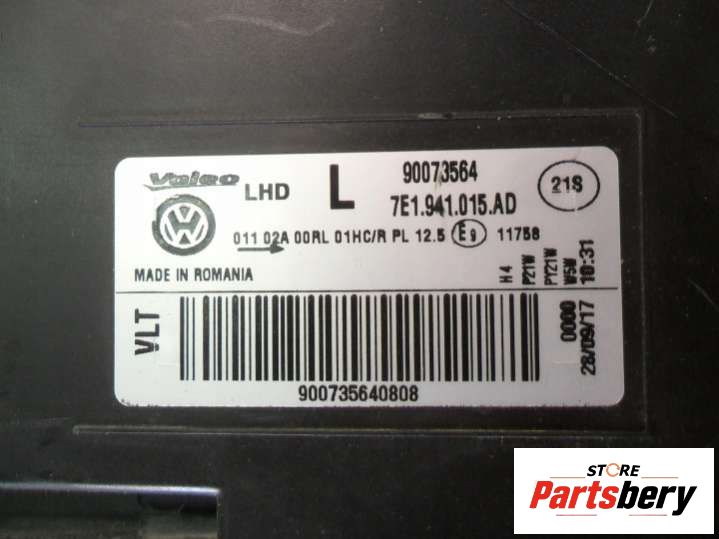 Valeo LHD L 90073564
7E1.941.015.AD
21S
011 02A 00RL 01HC/R PL 12.5 E9 11758
MADE IN ROMANIA
H4
P21W
PY21W
W5W
VLT
0000 10:31
28/09/17
900735640808
STORE
Partsbery